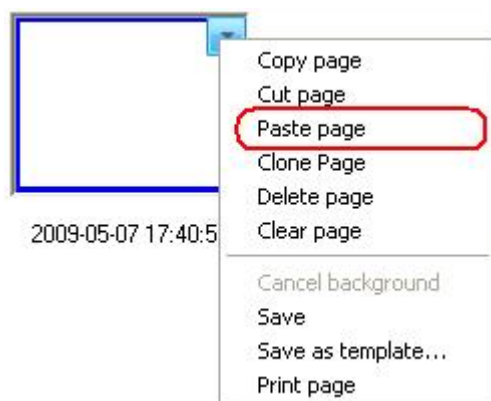 Copy page
Cut page
Paste page
Clone Page
Delete page
2009-05-07 17:40:5
Clear page
Cancel background
Save
Save as template...
Print page